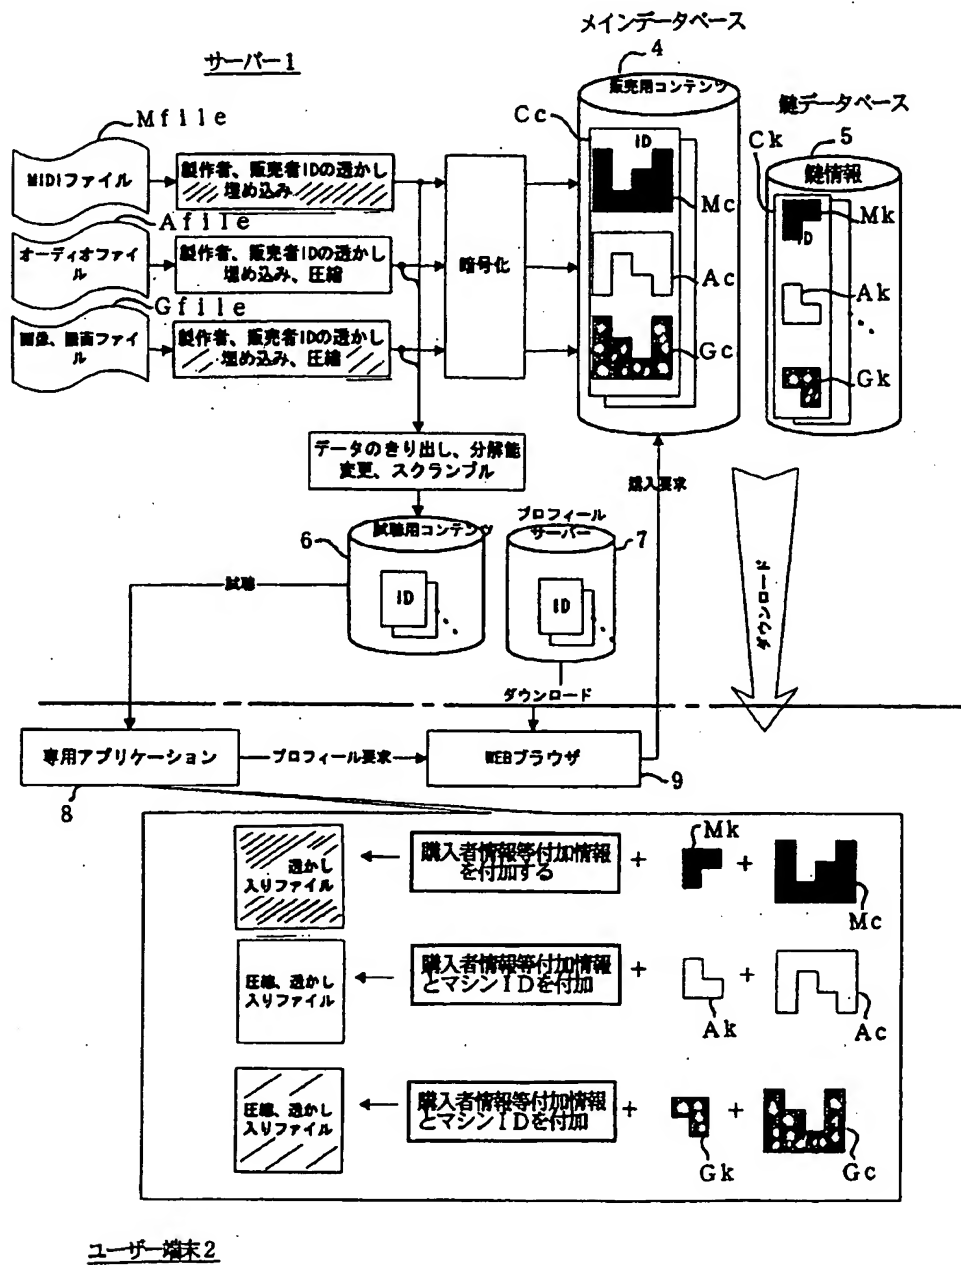 メインデータベース
サーバー1
4
販売用コンテンツ
鍵データベース
Mfile
Cc
ID
Ck
5
鍵情報
MIDIファイル
製作者、販売者IDの透かし
埋め込み
Mc
Mk
ID
Afile
オーディオファイ
ル
製作者、販売者IDの透かし
埋め込み、圧縮
暗号化
Ac
Ak
Gfile
画像、動画ファイ
ル
製作者、販売者IDの透かし
埋め込み、圧縮
Gc
Gk
データのきり出し、分解能
変更、スクランブル
購入要求
6
試聴用コンテンツ
プロフィール
サーバー
7
ダウンロード
試聴
ID
ID
ダウンロード
専用アプリケーション
プロフィール要求
WEBブラウザ
8
9
透かし
入りファイル
購入者情報等付加情報
を付加する
+
Mk
+
Mc
圧縮、透かし
入りファイル
購入者情報等付加情報
とマシンIDを付加
+
Ak
+
Ac
圧縮、透かし
入りファイル
購入者情報等付加情報
とマシンIDを付加
+
Gk
+
Gc
ユーザー端末2